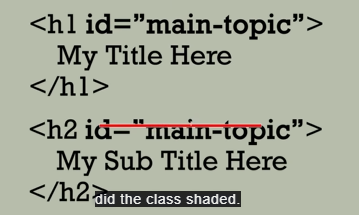 <h1 id=”main-topic”>
My Title Here
</h1>
<h2 id=”main-topic”>
My Sub Title Here
</h2>
did the class shaded.